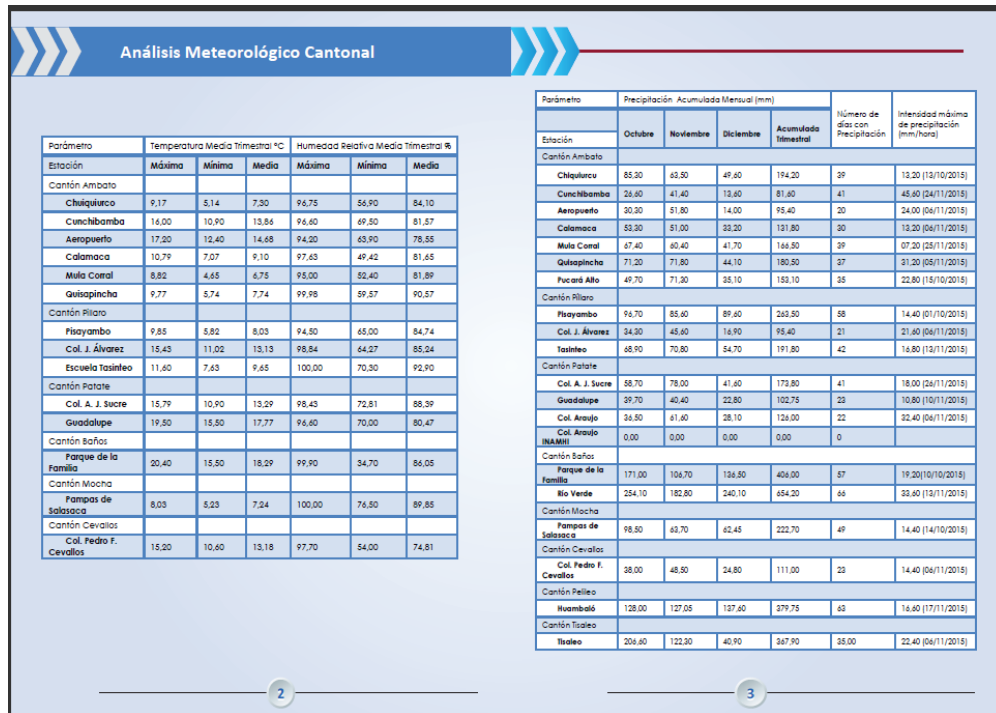 Análisis Meteorológico Cantonal
Parámetro Temperatura Media Trimestral °C Humedad Relativa Media Trimestral %
Estación Máxima Mínima Media Máxima Mínima Media
Cantón Ambato
Chuiquiurco 9,17 5,14 7,30 96,75 56,90 84,10
Cunchibamba 16,00 10,90 13,86 96,60 69,50 81,57
Aeropuerto 17,20 12,40 14,68 94,20 63,90 78,55
Calamaca 10,79 7,07 9,10 97,63 49,42 81,65
Mula Corral 8,82 4,65 6,75 95,00 52,40 81,89
Quisapincha 9,77 5,74 7,74 99,98 59,57 90,57
Cantón Píllaro
Pisayambo 9,85 5,82 8,03 94,50 65,00 84,74
Col. J. Álvarez 15,43 11,02 13,13 98,84 64,27 85,24
Escuela Tasinteo 11,60 7,63 9,65 100,00 70,30 92,90
Cantón Patate
Col. A. J. Sucre 15,79 10,90 13,29 98,43 72,81 88,39
Guadalupe 19,50 15,50 17,77 96,60 70,00 80,47
Cantón Baños
Parque de la
Familia 20,40 15,50 18,29 99,90 34,70 86,05
Cantón Mocha
Pampas de
Salasaca 8,03 5,23 7,24 100,00 76,50 89,85
Cantón Cevallos
Col. Pedro F.
Cevallos 15,20 10,60 13,18 97,70 54,00 74,81
2
Parámetro Precipitación Acumulada Mensual (mm) Número de días con Precipitación Intensidad máxima de precipitación (mm/hora)
Estación Octubre Noviembre Diciembre Acumulada Trimestral
Cantón Ambato
Chiquiurcu 85,30 63,50 49,60 194,20 39 13,20 (13/10/2015)
Cunchibamba 26,60 41,40 13,60 81,60 41 45,60 (24/11/2015)
Aeropuerto 30,30 51,80 14,00 95,40 20 24,00 (06/11/2015)
Calamaca 53,30 51,00 33,20 131,80 30 13,20 (06/11/2015)
Mula Corral 67,40 60,40 41,70 166,50 39 07,20 (25/11/2015)
Quisapincha 71,20 71,80 44,10 180,50 37 31,20 (05/11/2015)
Pucará Alto 49,70 71,30 35,10 153,10 35 22,80 (15/10/2015)
Cantón Píllaro
Pisayambo 96,70 85,60 89,60 263,50 58 14,40 (01/10/2015)
Col. J. Álvarez 34,30 45,60 16,90 95,40 21 21,60 (06/11/2015)
Tasinteo 68,90 70,80 54,70 191,80 42 16,80 (13/11/2015)
Cantón Patate
Col. A. J. Sucre 58,70 78,00 41,60 173,80 41 18,00 (26/11/2015)
Guadalupe 39,70 40,40 22,80 102,75 23 10,80 (10/11/2015)
Col. Araujo 36,50 61,60 28,10 126,00 22 32,40 (06/11/2015)
Col. Araujo
INAMHI 0,00 0,00 0,00 0,00 0
Cantón Baños
Parque de la
Familia 171,00 106,70 136,50 406,00 57 19,20(10/10/2015)
Río Verde 254,10 182,80 240,10 654,20 66 33,60 (13/11/2015)
Cantón Mocha
Pampas de
Salasaca 98,50 63,70 62,45 222,70 49 14,40 (14/10/2015)
Cantón Cevallos
Col. Pedro F.
Cevallos 38,00 48,50 24,80 111,00 23 14,40 (06/11/2015)
Cantón Pelileo
Huambaló 128,00 127,05 137,60 379,75 63 16,60 (17/11/2015)
Cantón Tisaleo
Tisaleo 206,60 122,30 40,90 367,90 35,00 22,40 (06/11/2015)
3